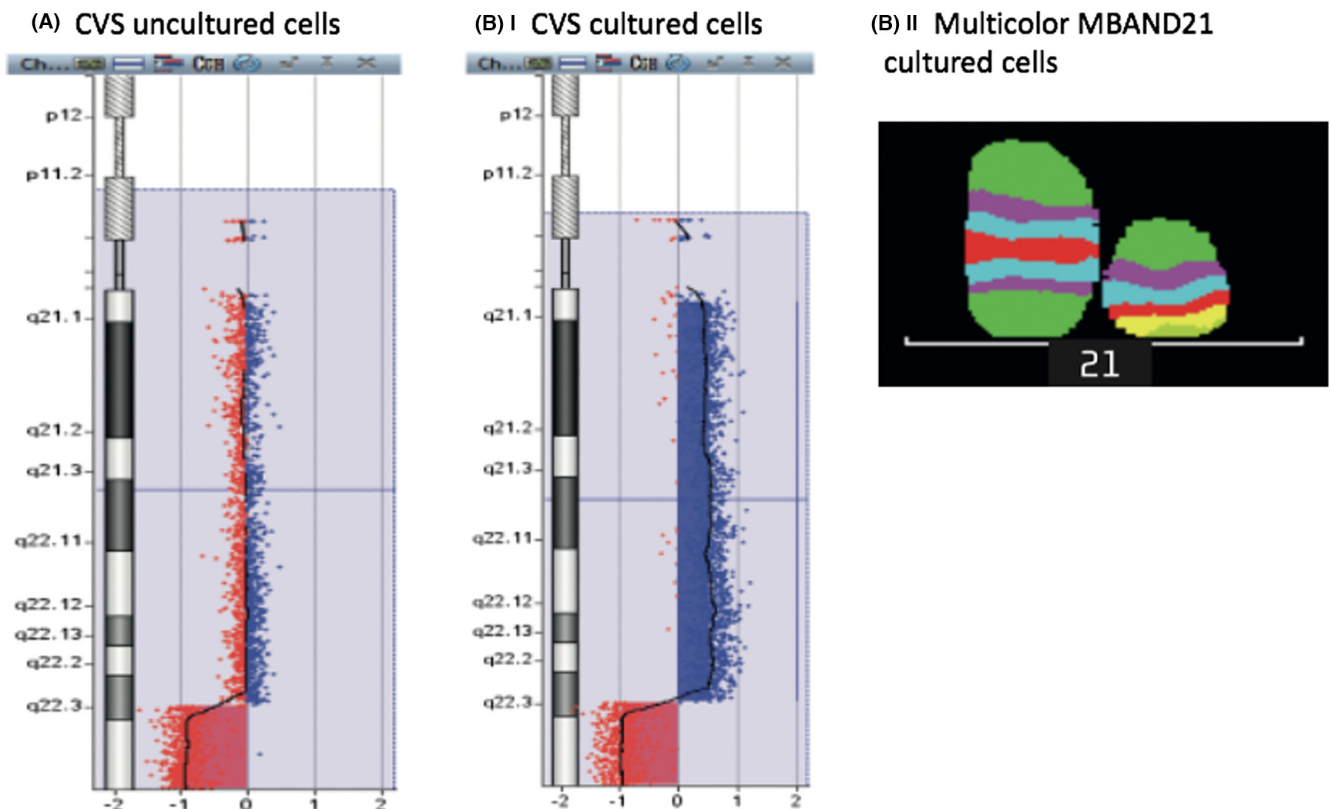 (A) CVS uncultured cells
(B) I CVS cultured cells
(B) II Multicolor MBAND21
cultured cells
Ch... CGH
p12
p11.2
q21.1
q21.2
q21.3
q22.11
q22.12
q22.13
q22.2
q22.3
-2 -1 0 1 2
Ch... CGH
p12
p11.2
q21.1
q21.2
q21.3
q22.11
q22.12
q22.13
q22.2
q22.3
-2 -1 0 1 2
21